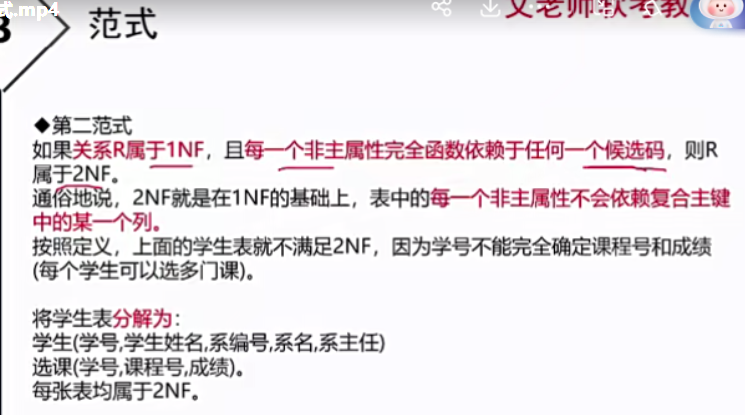 式.mp4
范式
文老师软考教
◆第二范式
如果关系R属于1NF，且每一个非主属性完全函数依赖于任何一个候选码，则R
属于2NF。
通俗地说，2NF就是在1NF的基础上，表中的每一个非主属性不会依赖复合主键
中的某一个列。
按照定义，上面的学生表就不满足2NF，因为学号不能完全确定课程号和成绩
(每个学生可以选多门课)。
将学生表分解为：
学生(学号,学生姓名,系编号,系名,系主任)
选课(学号,课程号,成绩)。
每张表均属于2NF。